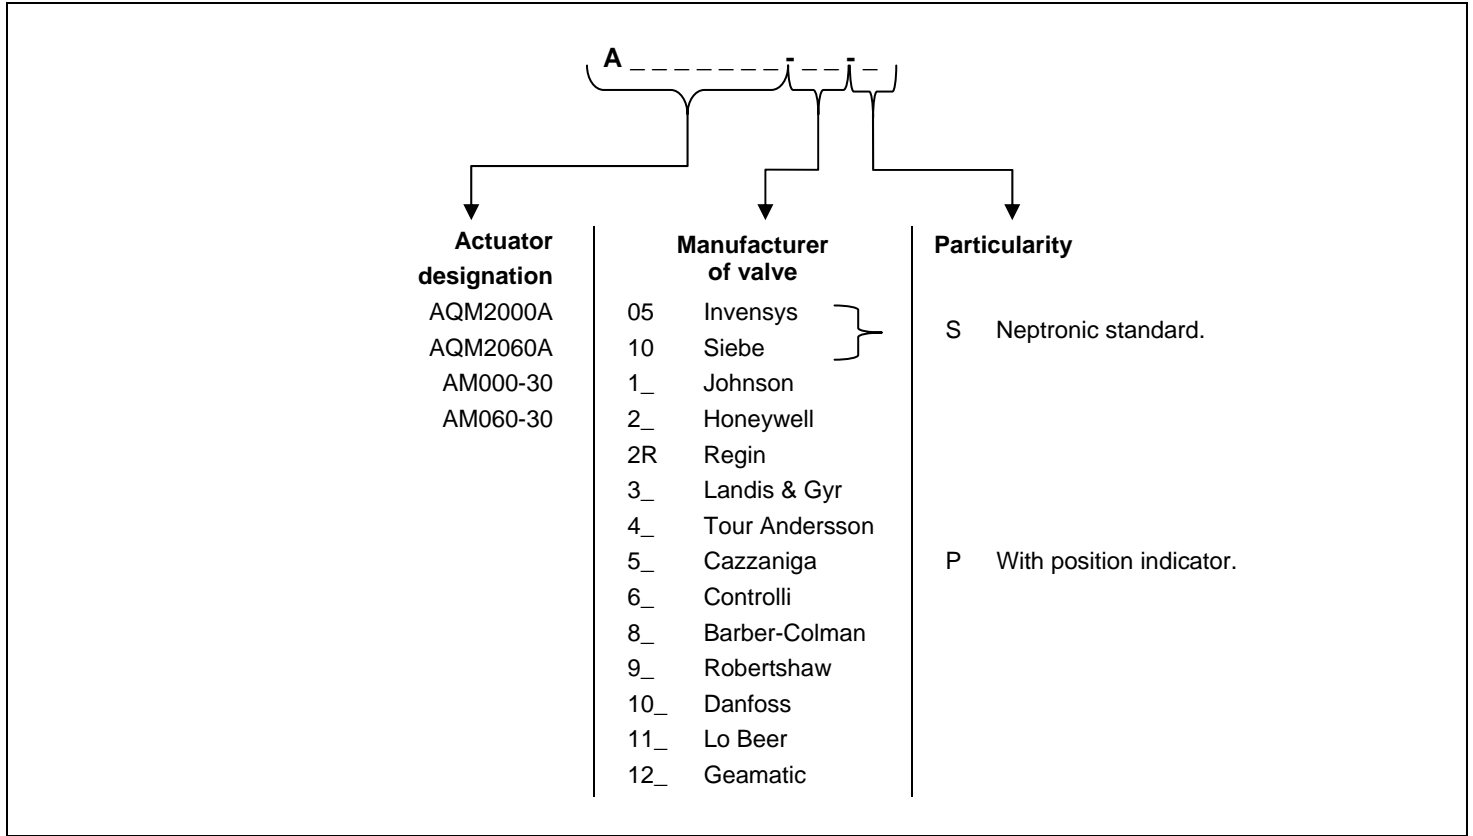 A _ _ _ _ _ _ _ _ - _ _ - _
Actuator
designation
AQM2000A
AQM2060A
AM000-30
AM060-30
Manufacturer
of valve
05 Invensys
10 Siebe
1_ Johnson
2_ Honeywell
2R Regin
3_ Landis & Gyr
4_ Tour Andersson
5_ Cazzaniga
6_ Controlli
8_ Barber-Colman
9_ Robertshaw
10_ Danfoss
11_ Lo Beer
12_ Geamatic
Particularity
S Neptronic standard.
P With position indicator.